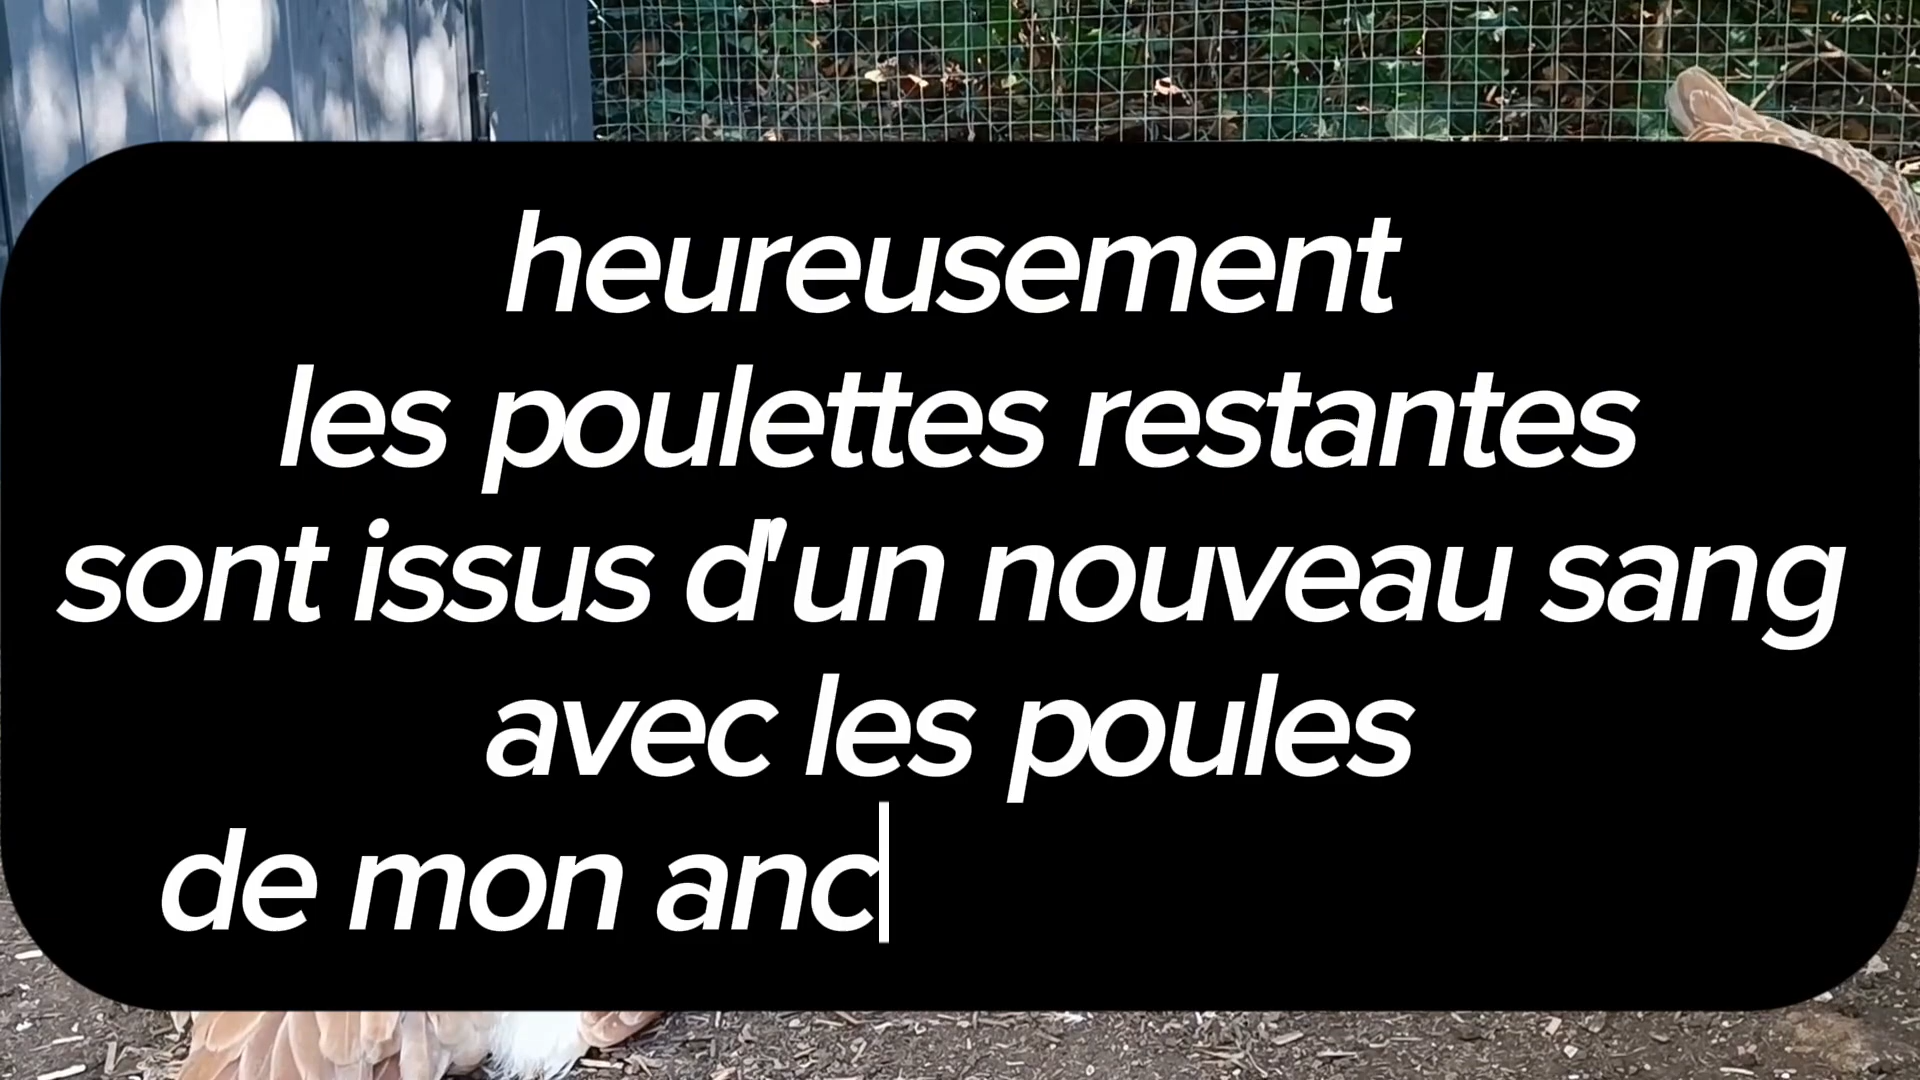 heureusement
les poulettes restantes
sont issus d'un nouveau sang
avec les poules
de mon anc